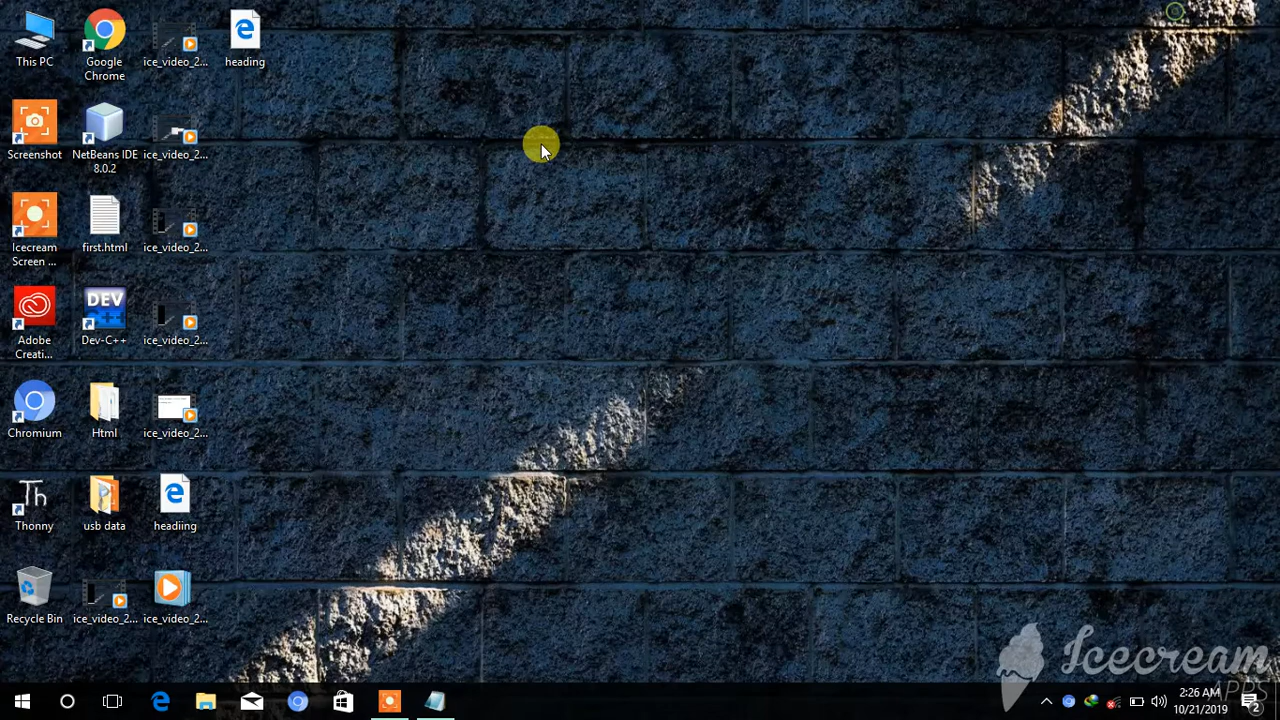 This PC
Google
Chrome
ice_video_2...
heading
Screenshot
NetBeans IDE
8.0.2
ice_video_2...
Icecream
Screen ...
first.html
ice_video_2...
Adobe
Creati...
DEV
C++
Dev-C++
ice_video_2...
Chromium
Html
ice_video_2...
Th
Thonny
usb data
headiing
Recycle Bin
ice_video_2...
ice_video_2...
Icecream
APPS
2:26 AM
10/21/2019
2